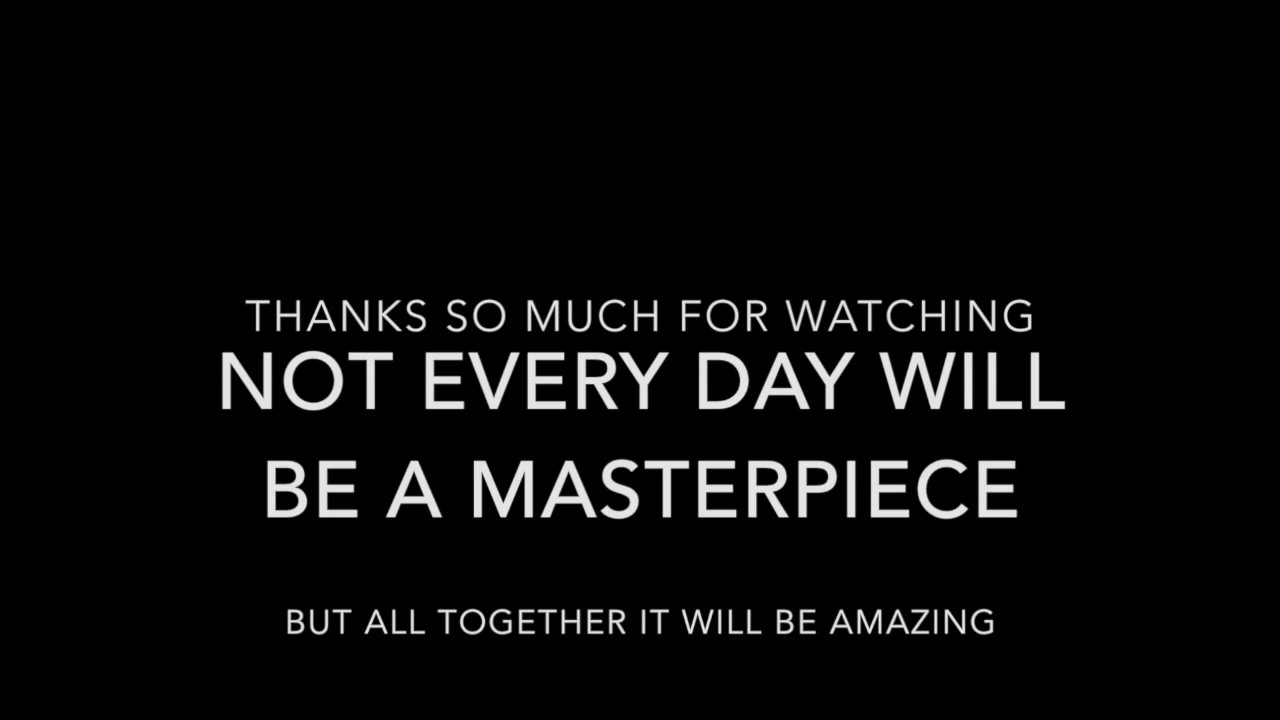 THANKS SO MUCH FOR WATCHING
NOT EVERY DAY WILL
BE A MASTERPIECE
BUT ALL TOGETHER IT WILL BE AMAZING